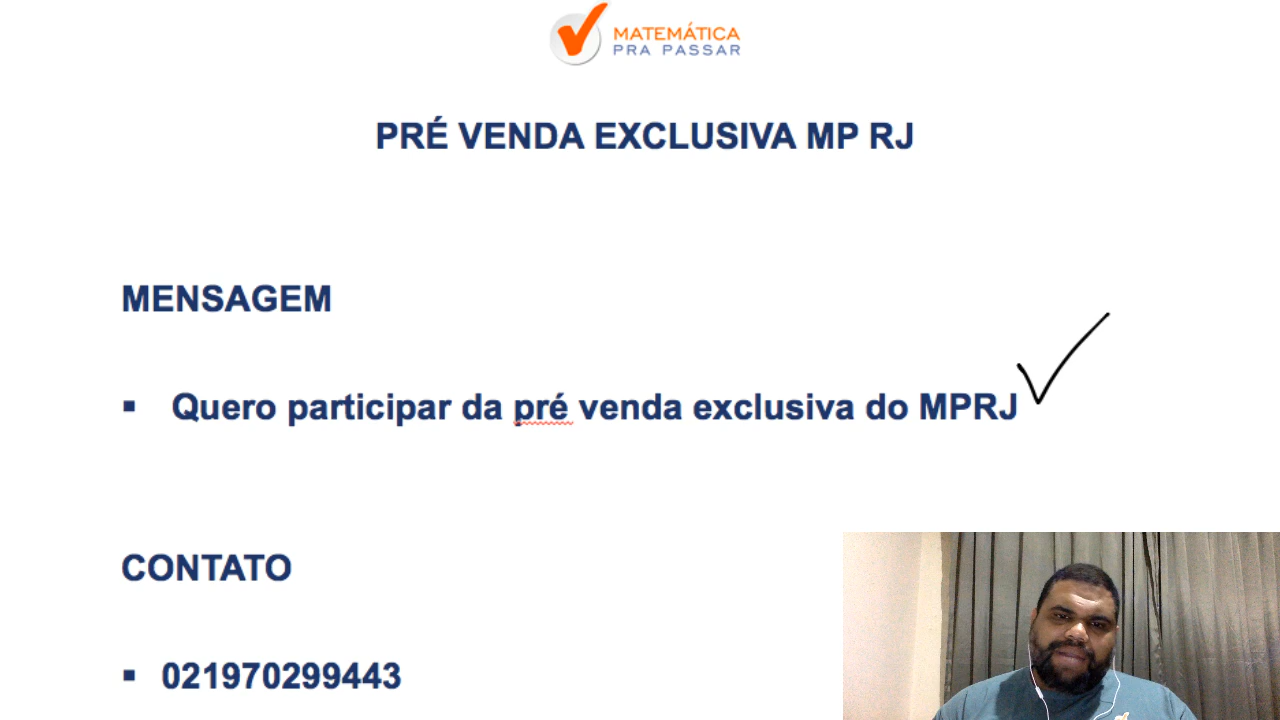 MATEMÁTICA
PRA PASSAR
PRÉ VENDA EXCLUSIVA MP RJ
MENSAGEM
▪ Quero participar da pré venda exclusiva do MPRJ
CONTATO
▪ 021970299443